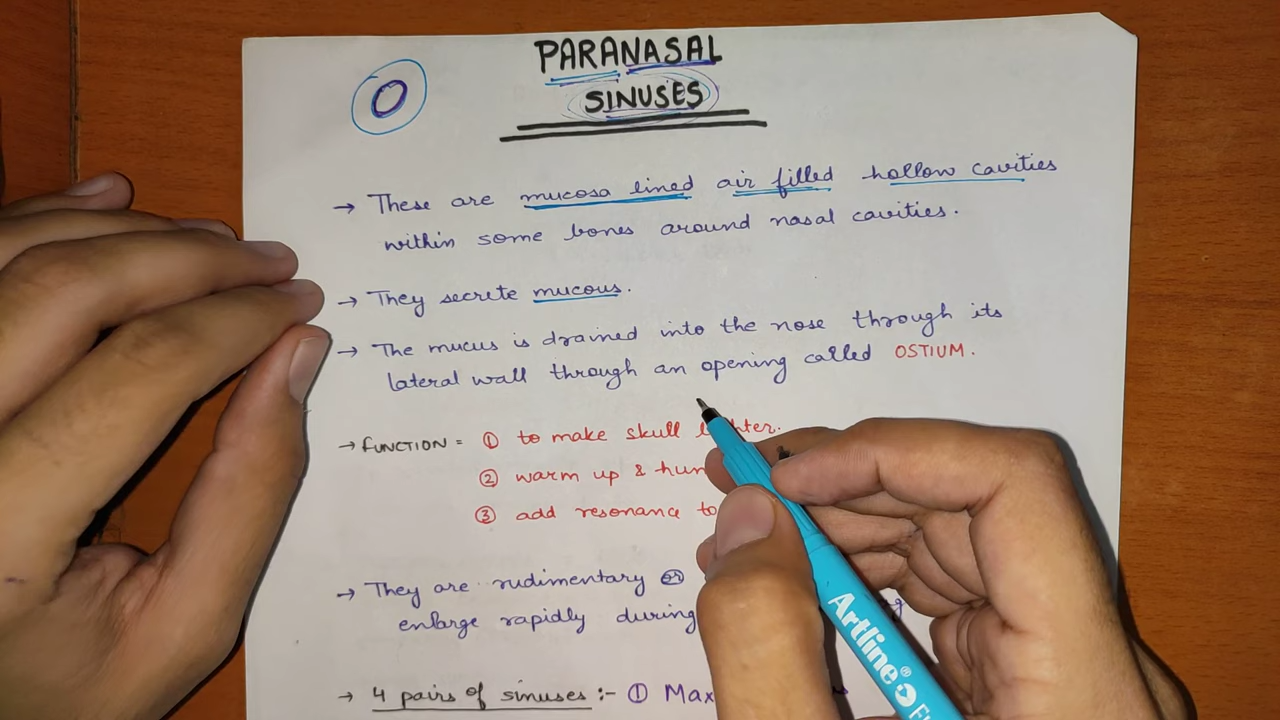 PARANASAL
SINUSES
→ These are mucosa lined air filled hollow cavities
within some bones around nasal cavities.
→ They secrete mucous.
→ The mucus is drained into the nose through its
lateral wall through an opening called OSTIUM.
→ FUNCTION = ① to make skull
② warm up &
③ add resonance to
→ They are rudimentary or
enlarge rapidly during
→ 4 pairs of sinuses :- ①
Artline